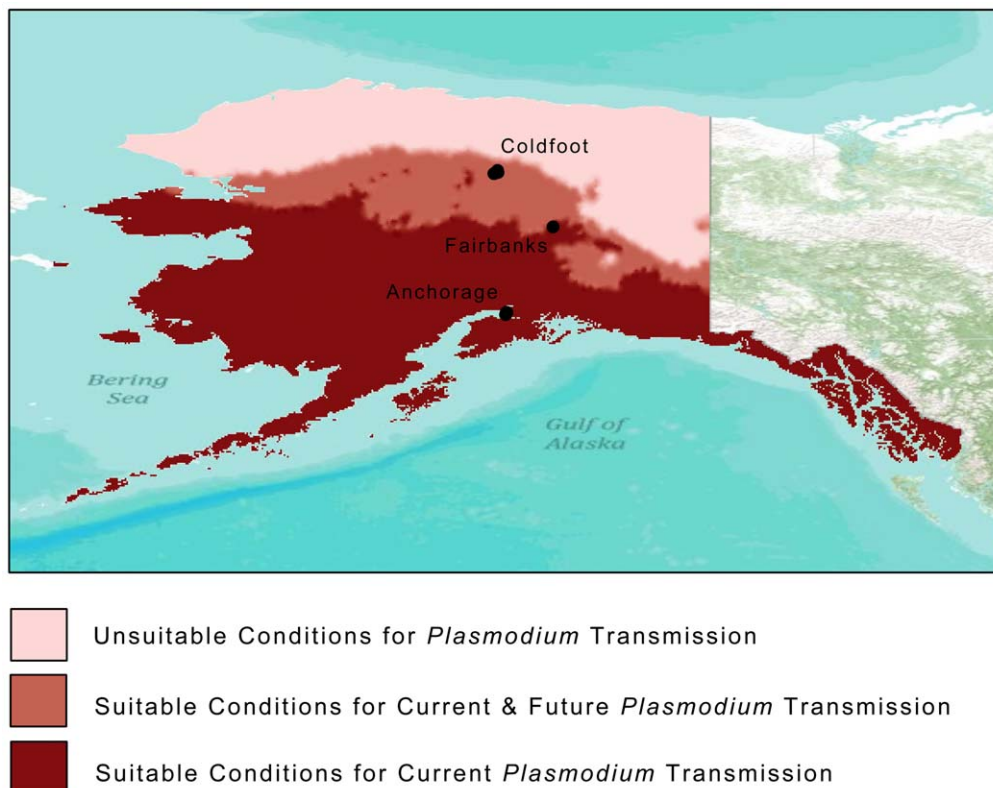 Coldfoot
Fairbanks
Anchorage
Bering
Sea
Gulf of
Alaska
Unsuitable Conditions for Plasmodium Transmission
Suitable Conditions for Current & Future Plasmodium Transmission
Suitable Conditions for Current Plasmodium Transmission